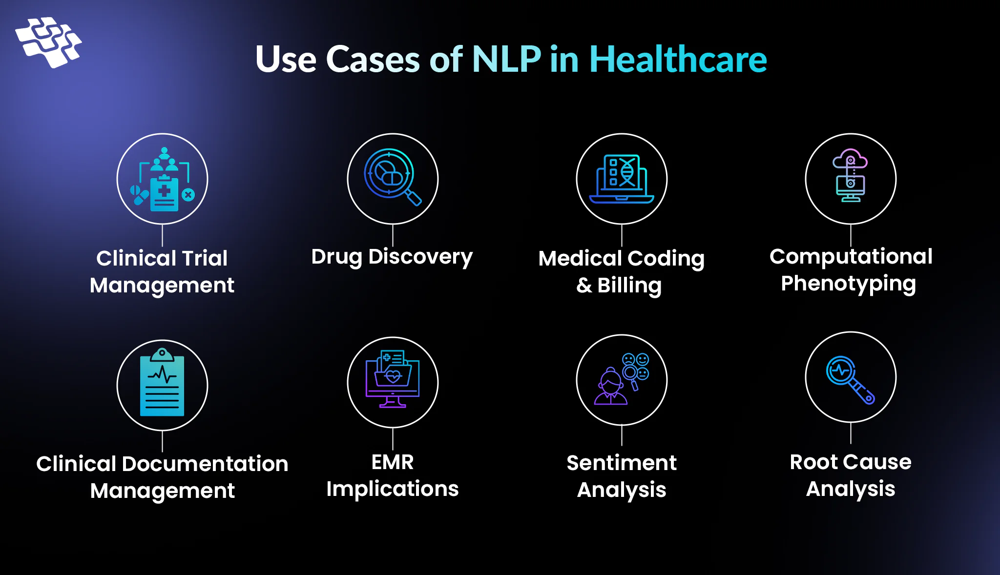 Use Cases of NLP in Healthcare
Clinical Trial
Management
Drug Discovery
Medical Coding
& Billing
Computational
Phenotyping
Clinical Documentation
Management
EMR
Implications
Sentiment
Analysis
Root Cause
Analysis